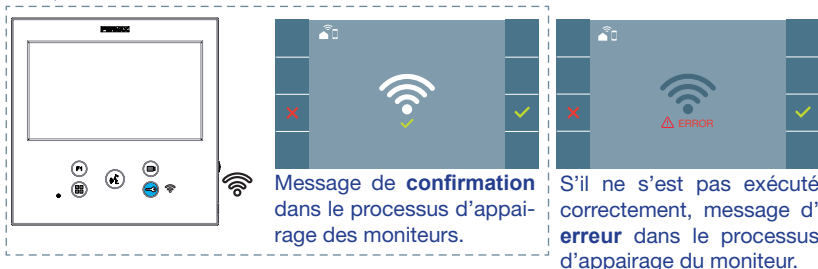 FERMAX
F1
ERROR
Message de confirmation
dans le processus d'appai-
rage des moniteurs.
S'il ne s'est pas exécuté
correctement, message d'
erreur dans le processus
d'appairage du moniteur.